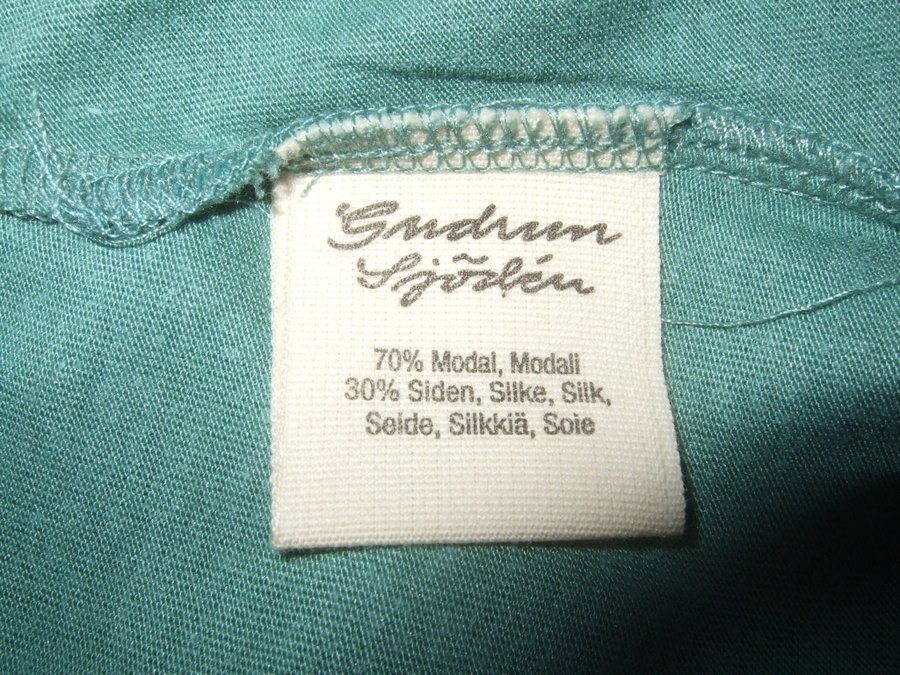 Gudrun
Sjödén
70% Modal, Modali
30% Siden, Silke, Silk,
Seide, Silkkiä, Soie